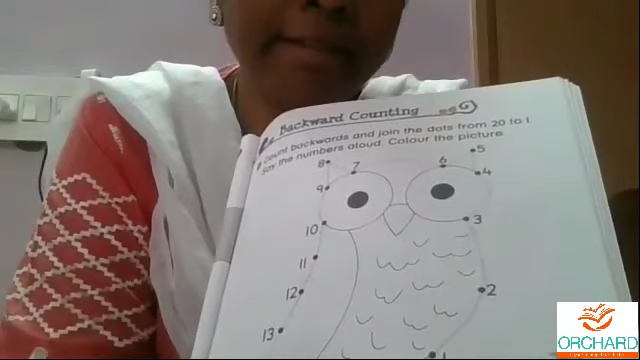 Backward Counting
Count backwards and join the dots from 20 to 1.
Say the numbers aloud. Colour the picture
5
8 7 6 4
9
10 3
11
12 2
13
1
ORCHARD